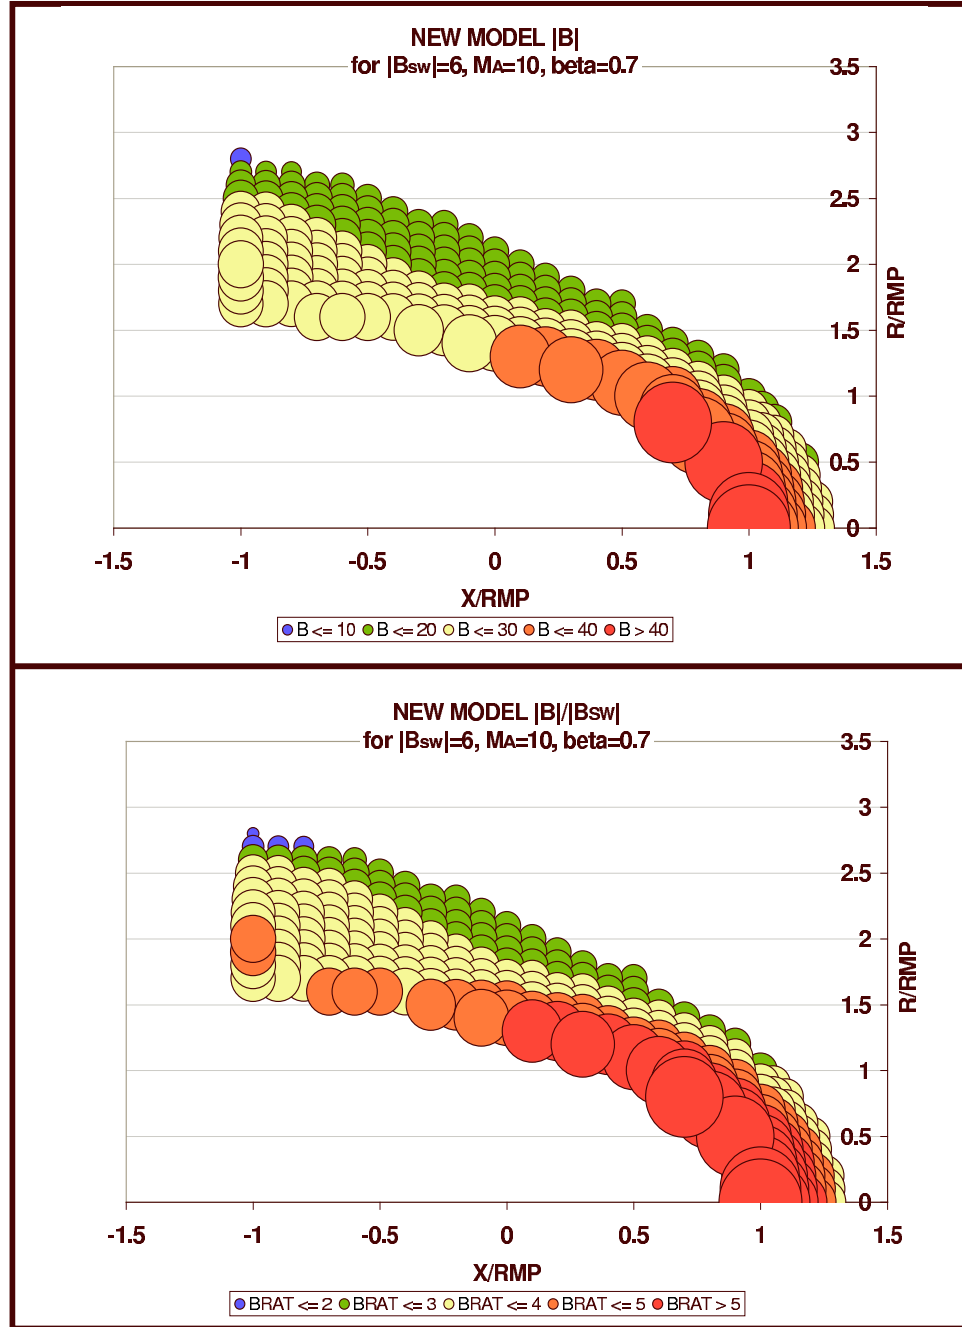 NEW MODEL |B|
for |Bsw|=6, MA=10, beta=0.7
3.5
3
2.5
2
1.5
1
0.5
0
R/RMP
-1.5 -1 -0.5 0 0.5 1 1.5
X/RMP
B <= 10 B <= 20 B <= 30 B <= 40 B > 40
NEW MODEL |B|/|Bsw|
for |Bsw|=6, MA=10, beta=0.7
3.5
3
2.5
2
1.5
1
0.5
0
R/RMP
-1.5 -1 -0.5 0 0.5 1 1.5
X/RMP
BRAT <= 2 BRAT <= 3 BRAT <= 4 BRAT <= 5 BRAT > 5